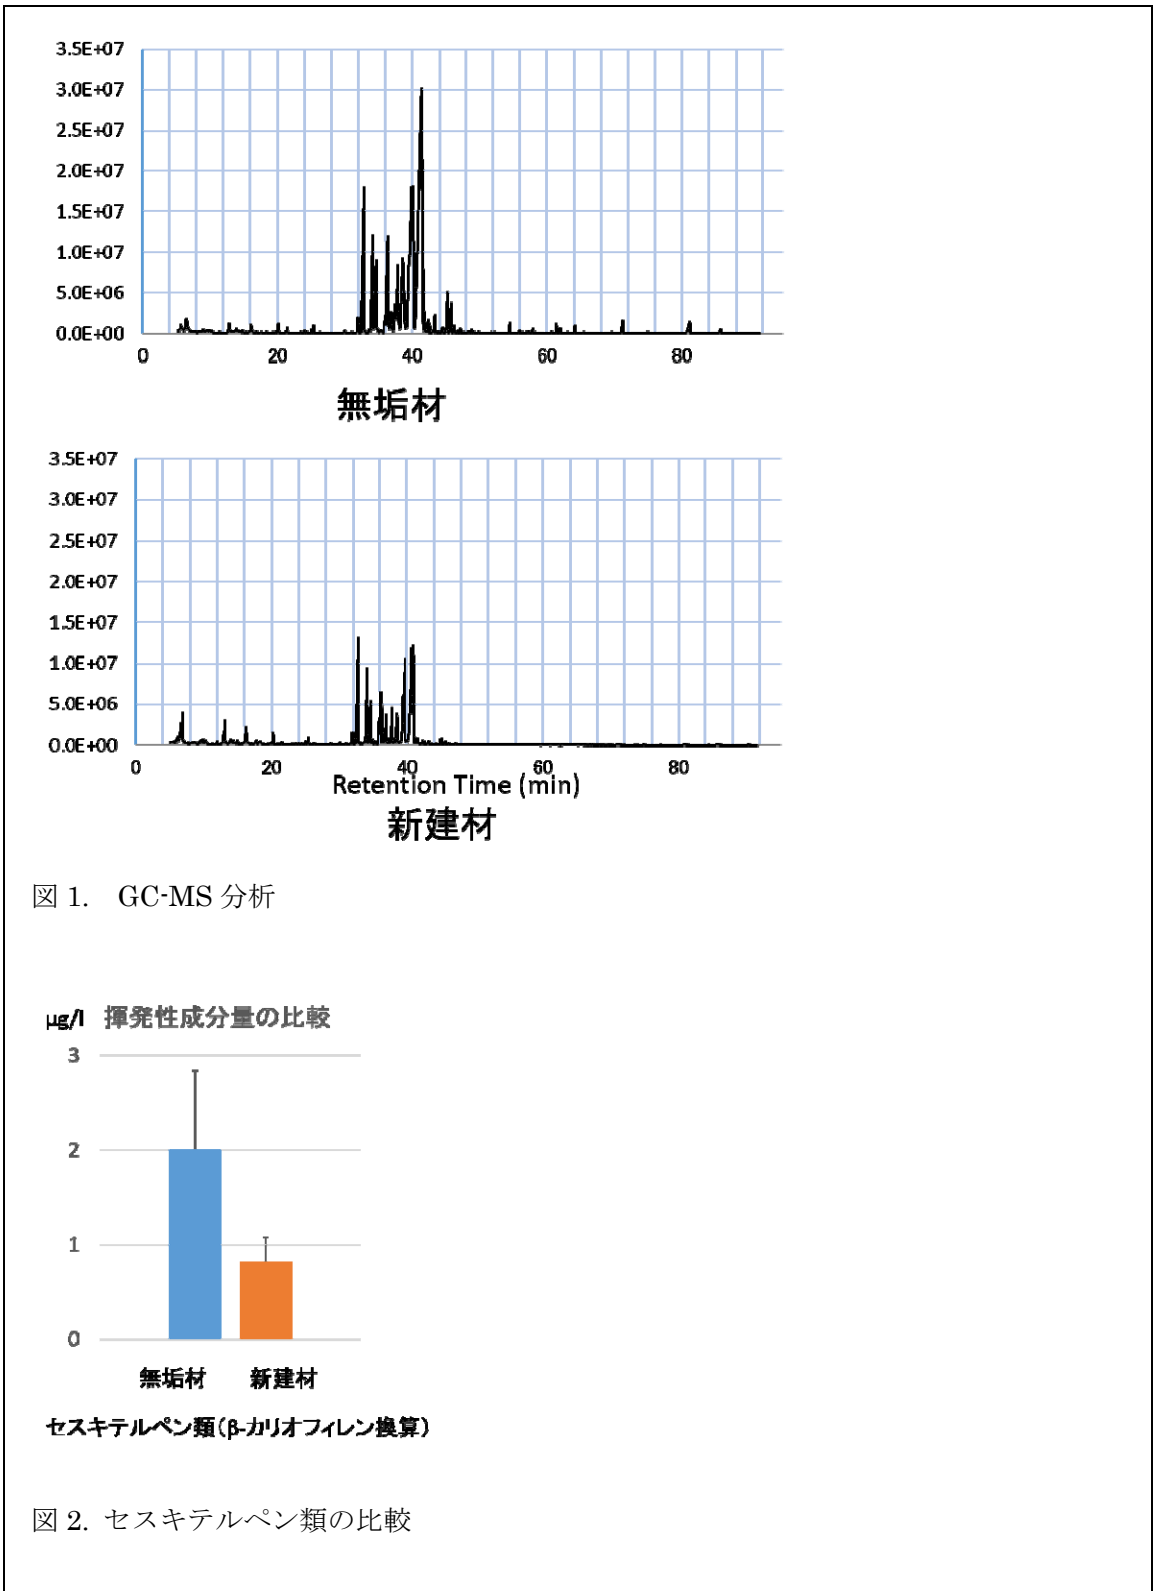 3.5E+07
3.0E+07
2.5E+07
2.0E+07
1.5E+07
1.0E+07
5.0E+06
0.0E+00
0 20 40 60 80
無垢材
3.5E+07
3.0E+07
2.5E+07
2.0E+07
1.5E+07
1.0E+07
5.0E+06
0.0E+00
0 20 40 60 80
Retention Time (min)
新建材
図 1. GC-MS 分析
μg/l 揮発性成分量の比較
3
2
1
0
無垢材 新建材
セスキテルペン類(β-カリオフィレン換算)
図 2. セスキテルペン類の比較